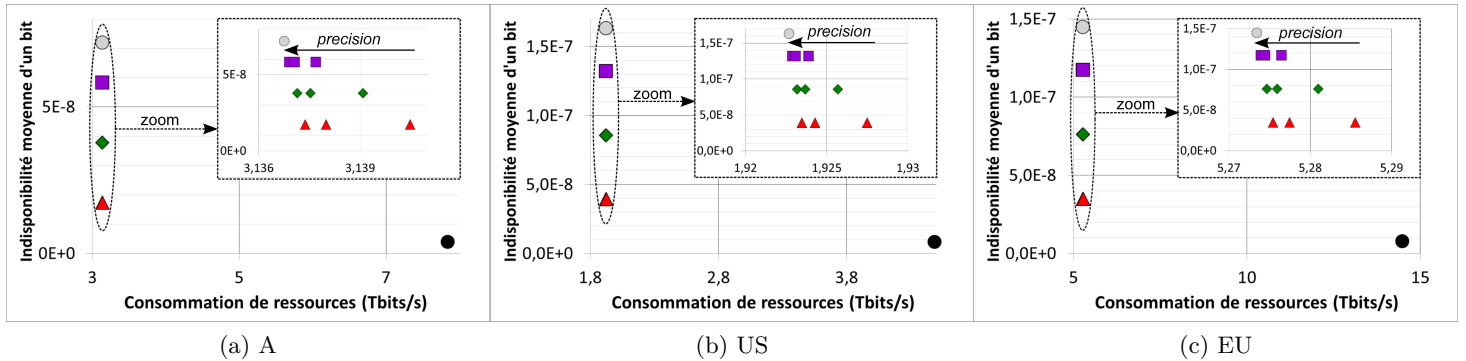 Indisponibilité moyenne d'un bit
5E-8
0E+0
3
5
7
Consommation de ressources (Tbits/s)
zoom
precision
5E-8
0E+0
3,136
3,139
(a) A
Indisponibilité moyenne d'un bit
1,5E-7
1,0E-7
5,0E-8
0,0E+0
1,8
2,8
3,8
Consommation de ressources (Tbits/s)
zoom
precision
1,5E-7
1,0E-7
5,0E-8
0,0E+0
1,92
1,925
1,93
(b) US
Indisponibilité moyenne d'un bit
1,5E-7
1,0E-7
5,0E-8
0,0E+0
5
10
15
Consommation de ressources (Tbits/s)
zoom
precision
1,5E-7
1,0E-7
5,0E-8
0,0E+0
5,27
5,28
5,29
(c) EU